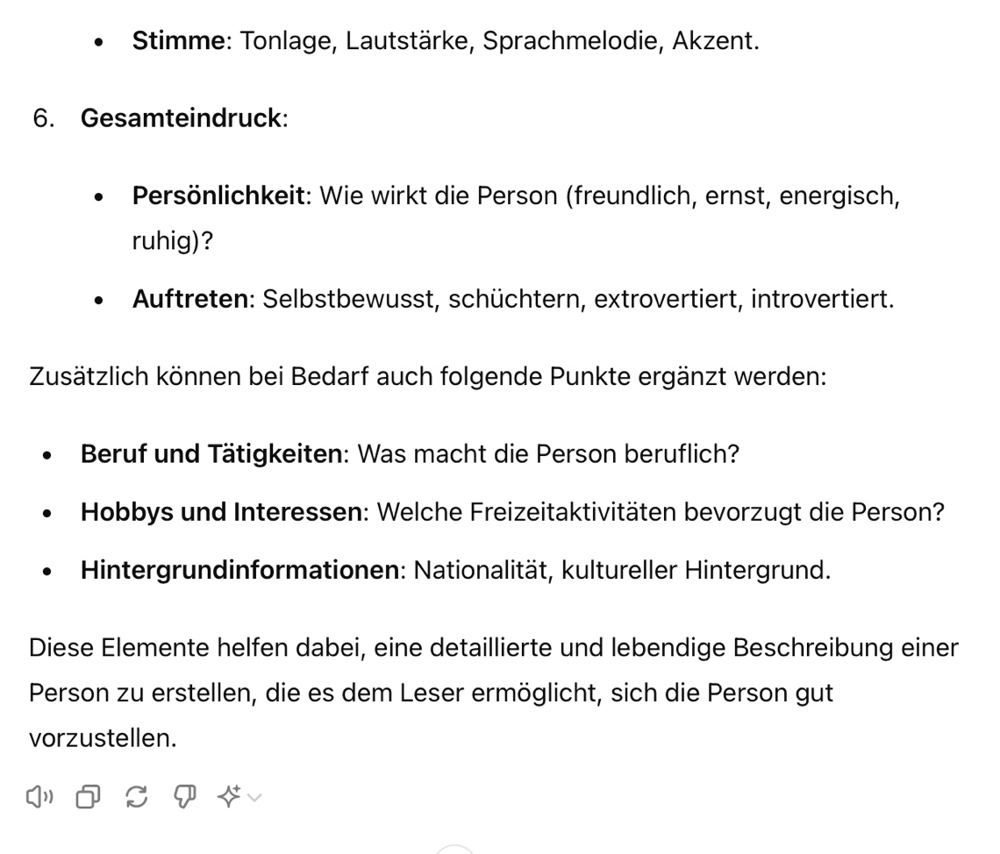 • Stimme: Tonlage, Lautstärke, Sprachmelodie, Akzent.
6. Gesamteindruck:
• Persönlichkeit: Wie wirkt die Person (freundlich, ernst, energisch,
ruhig)?
• Auftreten: Selbstbewusst, schüchtern, extrovertiert, introvertiert.
Zusätzlich können bei Bedarf auch folgende Punkte ergänzt werden:
• Beruf und Tätigkeiten: Was macht die Person beruflich?
• Hobbys und Interessen: Welche Freizeitaktivitäten bevorzugt die Person?
• Hintergrundinformationen: Nationalität, kultureller Hintergrund.
Diese Elemente helfen dabei, eine detaillierte und lebendige Beschreibung einer
Person zu erstellen, die es dem Leser ermöglicht, sich die Person gut
vorzustellen.